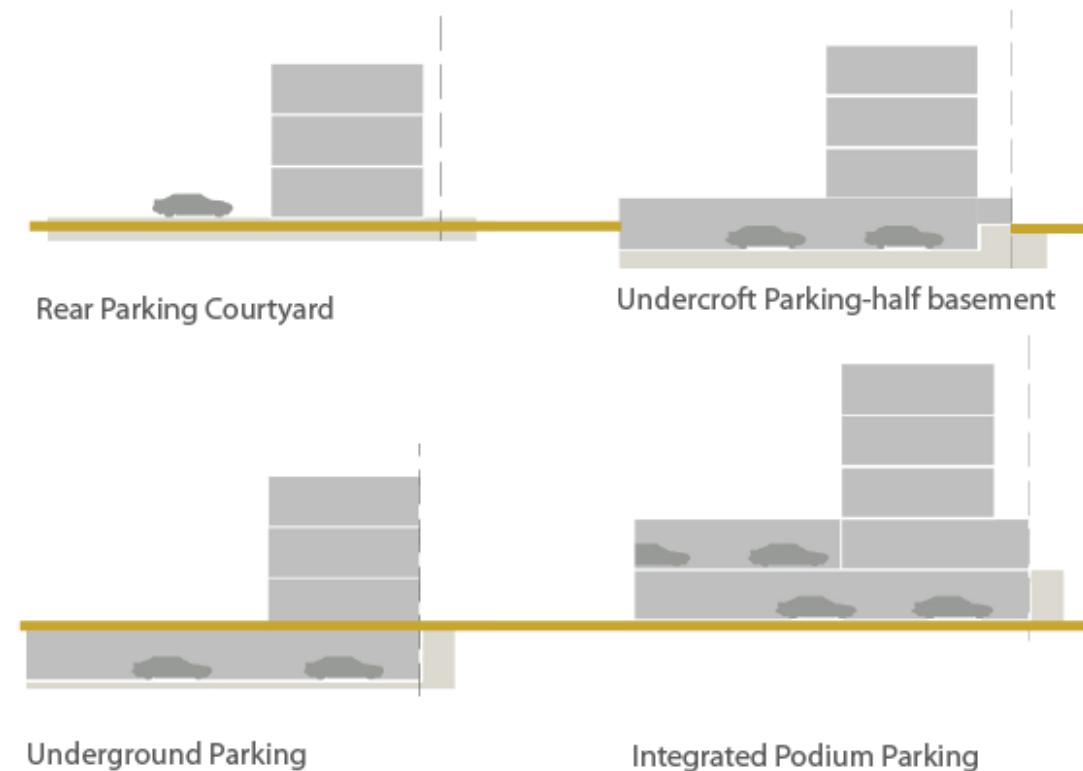 Rear Parking Courtyard
Undercroft Parking-half basement
Underground Parking
Integrated Podium Parking